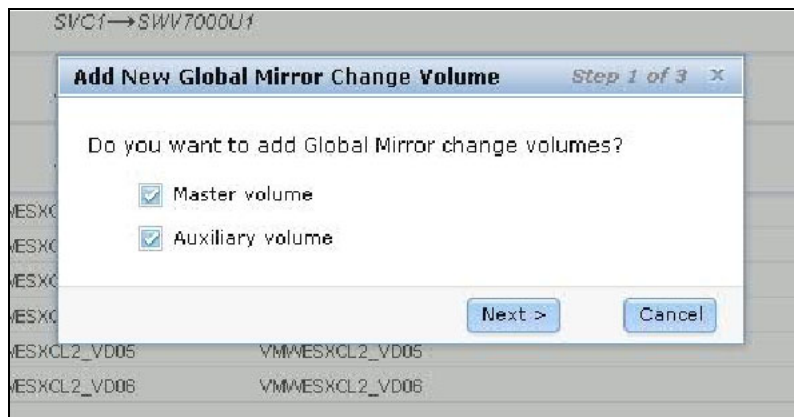 SVC1→SWV7000U1
Add New Global Mirror Change Volume Step 1 of 3 x
Do you want to add Global Mirror change volumes?
Master volume
Auxiliary volume
Next > Cancel
VMWESXCL2_VD05
VMWESXCL2_VD06